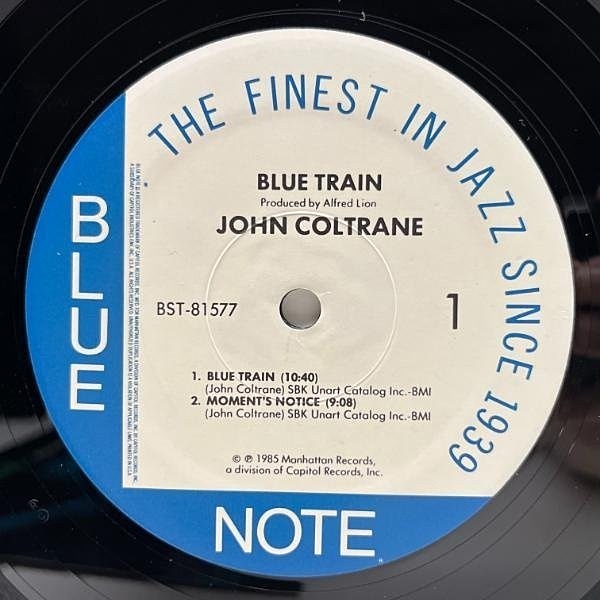 THE FINEST IN JAZZ SINCE 1939
BLUE TRAIN
Produced by Alfred Lion
JOHN COLTRANE
BST-81577
1
1. BLUE TRAIN (10:40)
(John Coltrane) SBK Unart Catalog Inc.-BMI
2. MOMENT'S NOTICE (9:08)
(John Coltrane) SBK Unart Catalog Inc.-BMI
© ℗ 1985 Manhattan Records,
a division of Capitol Records, Inc.
BLUE
NOTE